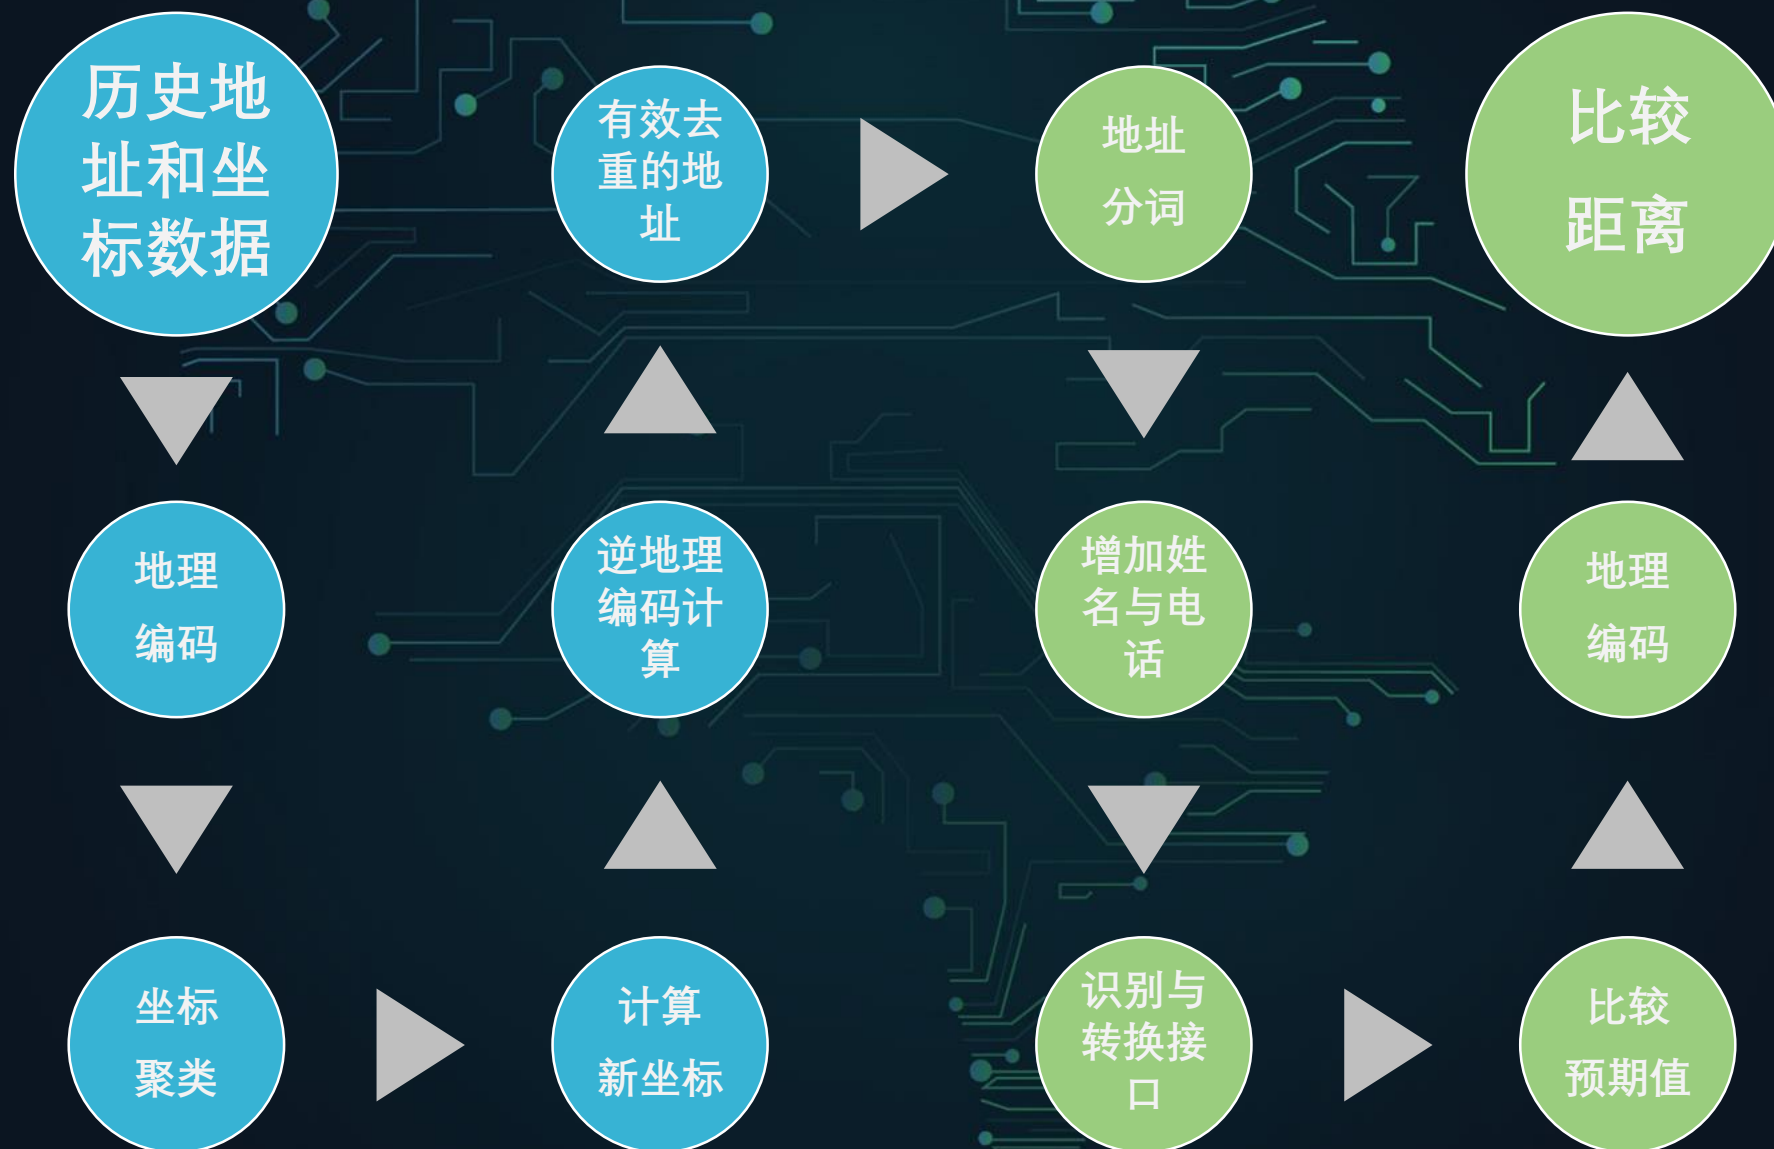 历史地
址和坐
标数据
地理
编码
坐标
聚类
计算
新坐标
逆地理
编码计
算
有效去
重的地
址
地址
分词
增加姓
名与电
话
识别与
转换接
口
比较
预期值
地理
编码
比较
距离